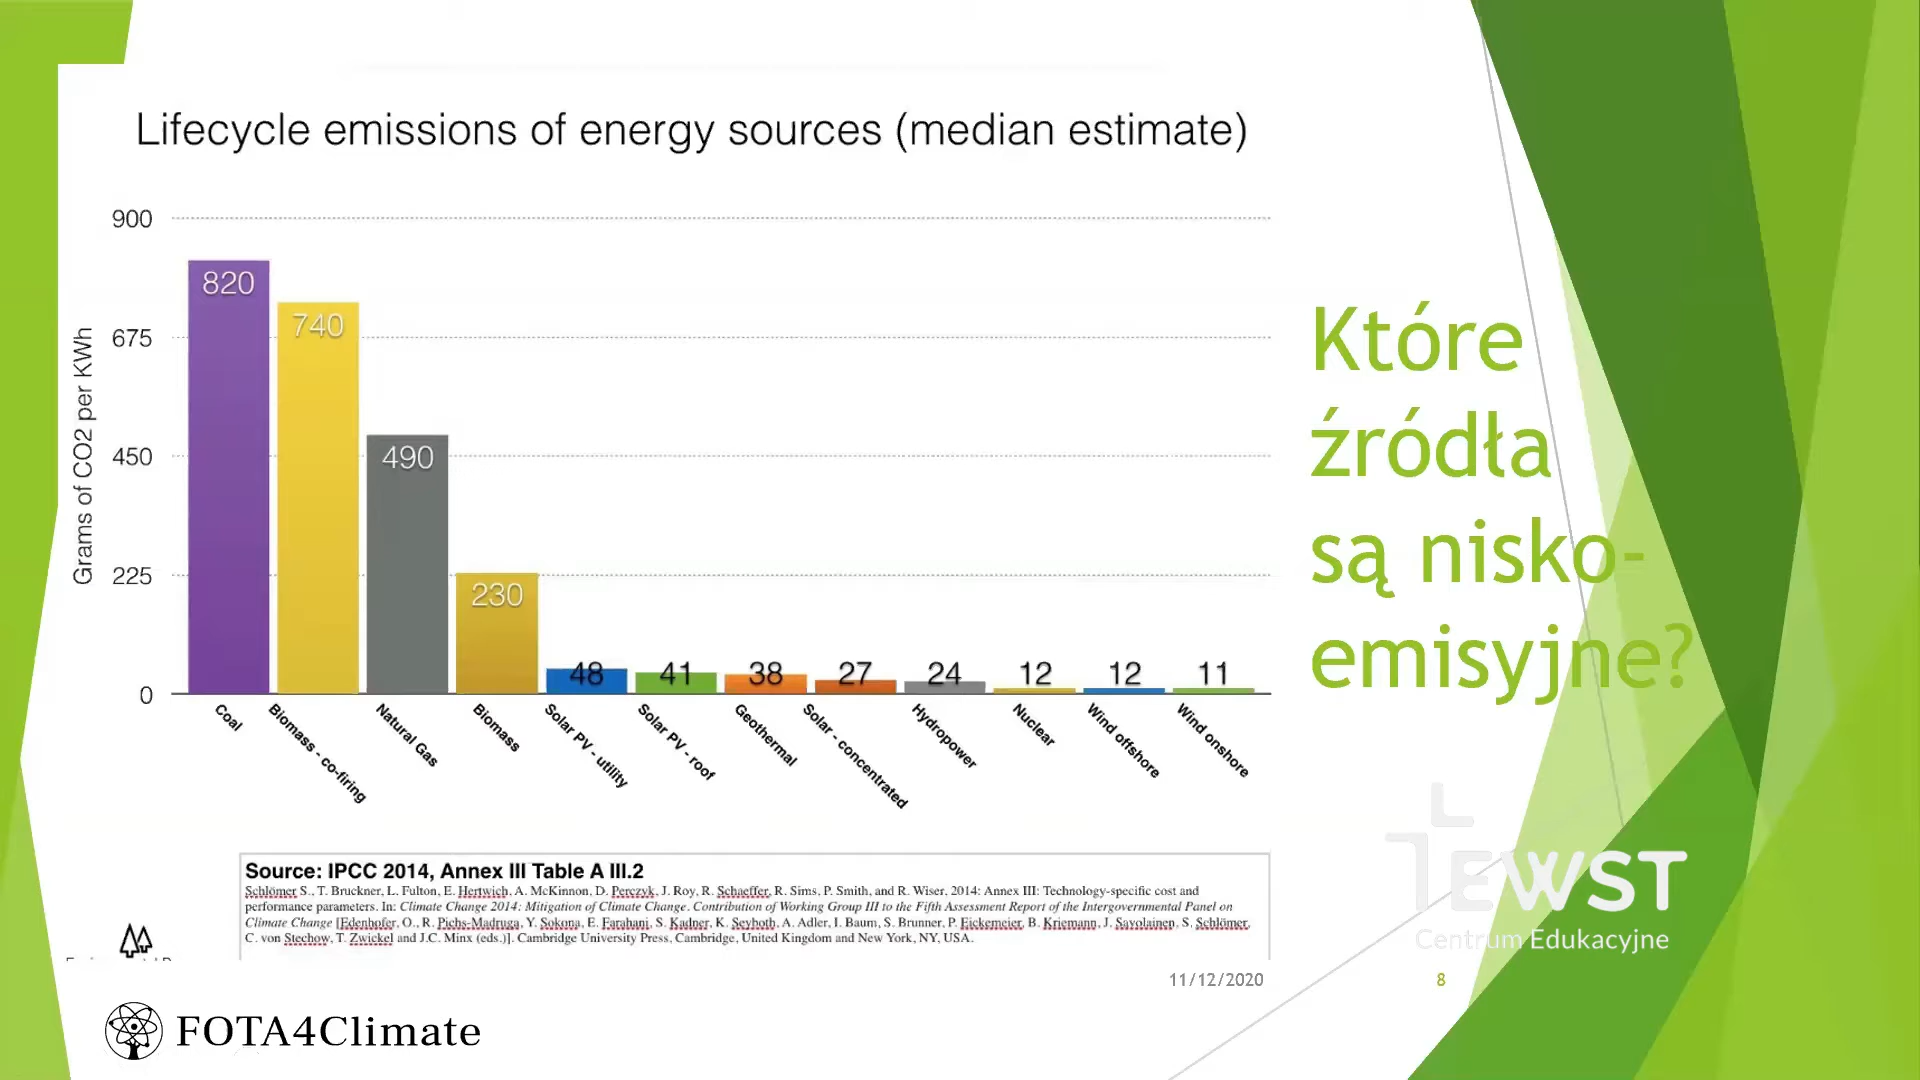 Lifecycle emissions of energy sources (median estimate)
Grams of CO2 per KWh
900
675
450
225
0
820
740
490
230
48
41
38
27
24
12
12
11
Coal
Biomass - co-firing
Natural Gas
Biomass
Solar PV - utility
Solar PV - roof
Geothermal
Solar - concentrated
Hydropower
Nuclear
Wind offshore
Wind onshore
Które
źródła
są nisko-
emisyjne?
Source: IPCC 2014, Annex III Table A III.2
Schlömer S., T. Bruckner, L. Fulton, E. Hertwich, A. McKinnon, D. Perczyk, J. Roy, R. Schaeffer, R. Sims, P. Smith, and R. Wiser, 2014: Annex III: Technology-specific cost and
performance parameters. In: Climate Change 2014: Mitigation of Climate Change. Contribution of Working Group III to the Fifth Assessment Report of the Intergovernmental Panel on
Climate Change [Edenhofer, O., R. Pichs-Madruga, Y. Sokona, E. Farahani, S. Kadner, K. Seyboth, A. Adler, I. Baum, S. Brunner, P. Eickemeier, B. Kriemann, J. Savolainen, S. Schlömer,
C. von Stechow, T. Zwickel and J.C. Minx (eds.)]. Cambridge University Press, Cambridge, United Kingdom and New York, NY, USA.
TEWST
Centrum Edukacyjne
11/12/2020
8
FOTA4Climate